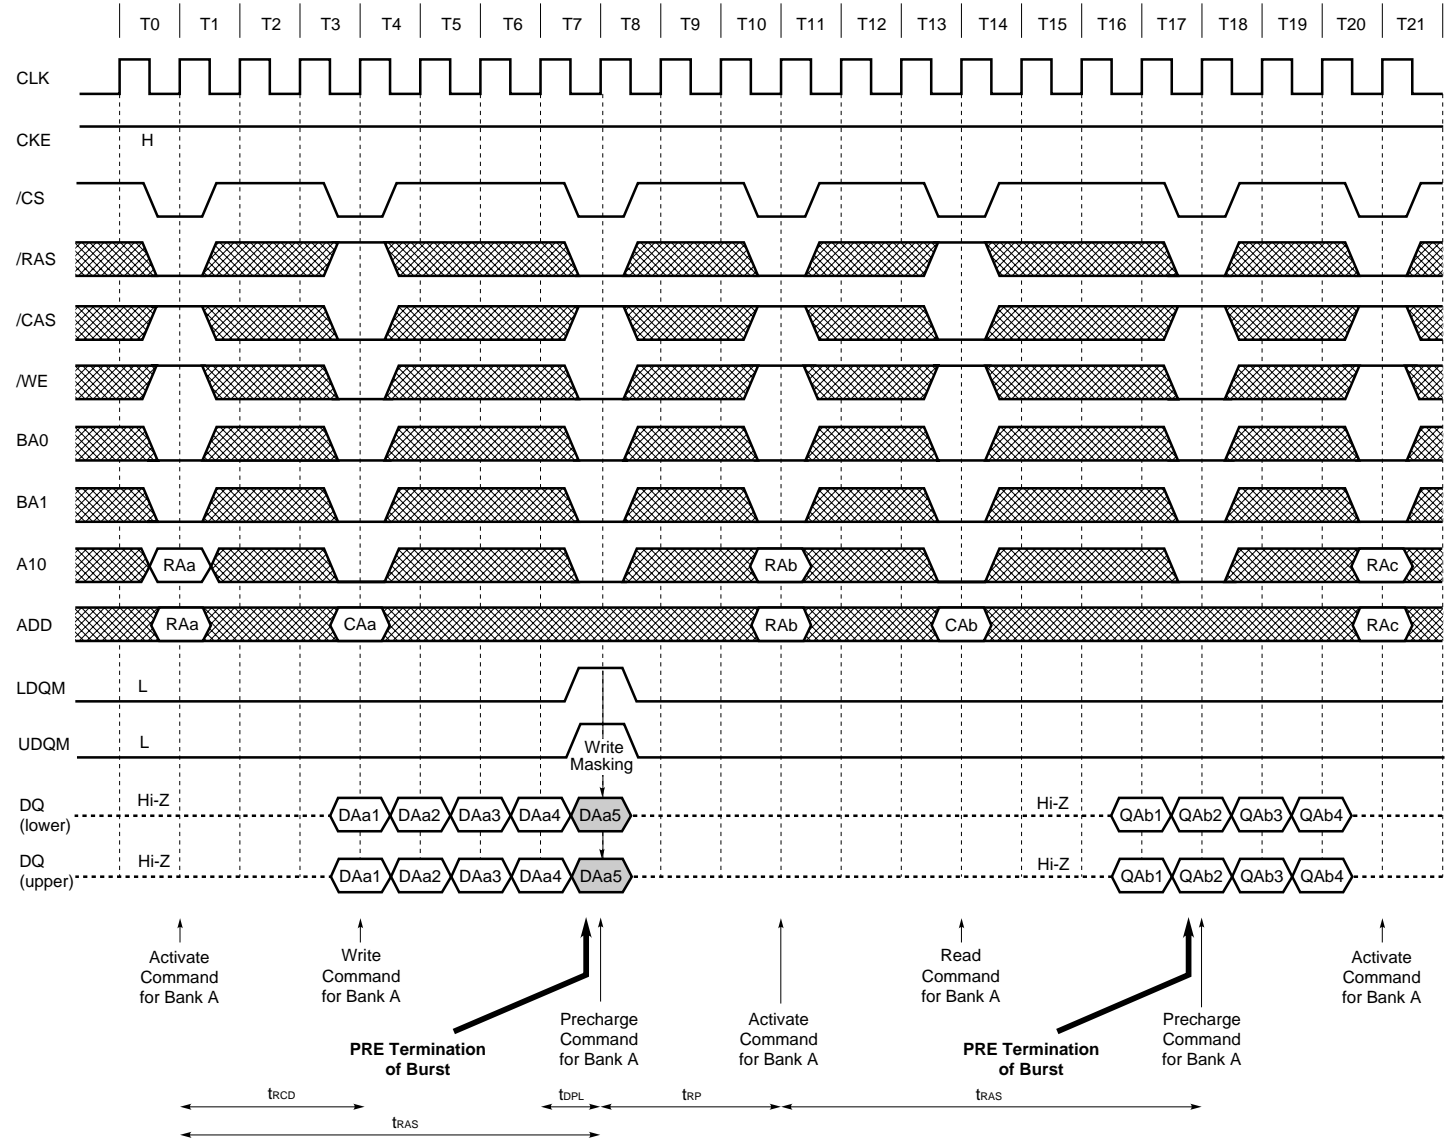 T0 T1 T2 T3 T4 T5 T6 T7 T8 T9 T10 T11 T12 T13 T14 T15 T16 T17 T18 T19 T20 T21
CLK
CKE H
/CS
/RAS
/CAS
/WE
BA0
BA1
A10 RAa RAb RAc
ADD RAa CAa RAb CAb RAc
LDQM L
UDQM L
Write
Masking
DQ
(lower)
Hi-Z DAa1 DAa2 DAa3 DAa4 DAa5 Hi-Z QAb1 QAb2 QAb3 QAb4
DQ
(upper)
Hi-Z DAa1 DAa2 DAa3 DAa4 DAa5 Hi-Z QAb1 QAb2 QAb3 QAb4
Activate
Command
for Bank A
Write
Command
for Bank A
PRE Termination
of Burst
Precharge
Command
for Bank A
Activate
Command
for Bank A
Read
Command
for Bank A
PRE Termination
of Burst
Precharge
Command
for Bank A
Activate
Command
for Bank A
tRCD tDPL tRP tRAS
tRAS